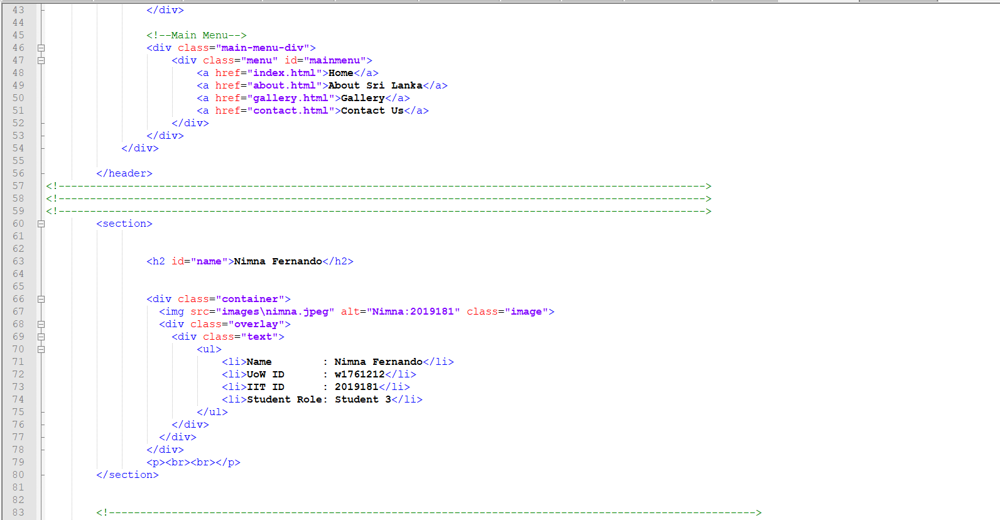 43 </div>
44
45 <!--Main Menu-->
46 <div class="main-menu-div">
47 <div class="menu" id="mainmenu">
48 <a href="index.html">Home</a>
49 <a href="about.html">About Sri Lanka</a>
50 <a href="gallery.html">Gallery</a>
51 <a href="contact.html">Contact Us</a>
52 </div>
53 </div>
54 </div>
55
56 </header>
57 <!------------------------------------------------------------------------------------------------------->
58 <!------------------------------------------------------------------------------------------------------->
59 <!------------------------------------------------------------------------------------------------------->
60 <section>
61
62
63 <h2 id="name">Nimna Fernando</h2>
64
65
66 <div class="container">
67 <img src="images\nimna.jpeg" alt="Nimna:2019181" class="image">
68 <div class="overlay">
69 <div class="text">
70 <ul>
71 <li>Name        : Nimna Fernando</li>
72 <li>UoW ID      : w1761212</li>
73 <li>IIT ID      : 2019181</li>
74 <li>Student Role: Student 3</li>
75 </ul>
76 </div>
77 </div>
78 </div>
79 <p><br><br></p>
80 </section>
81
82
83 <!------------------------------------------------------------------------------------------------------->